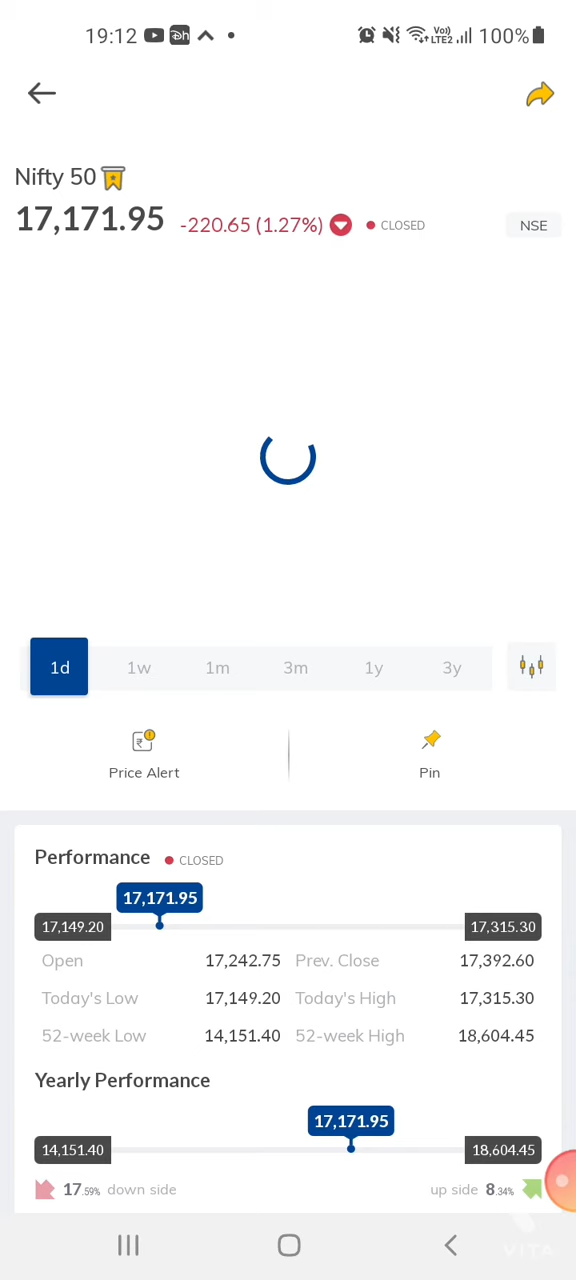 19:12 Dh Vo) LTE2 100%
Nifty 50
17,171.95 -220.65 (1.27%) CLOSED NSE
1d 1w 1m 3m 1y 3y
Price Alert Pin
Performance CLOSED
17,171.95
17,149.20 17,315.30
Open 17,242.75 Prev. Close 17,392.60
Today's Low 17,149.20 Today's High 17,315.30
52-week Low 14,151.40 52-week High 18,604.45
Yearly Performance
17,171.95
14,151.40 18,604.45
17.59% down side up side 8.34%
VITA